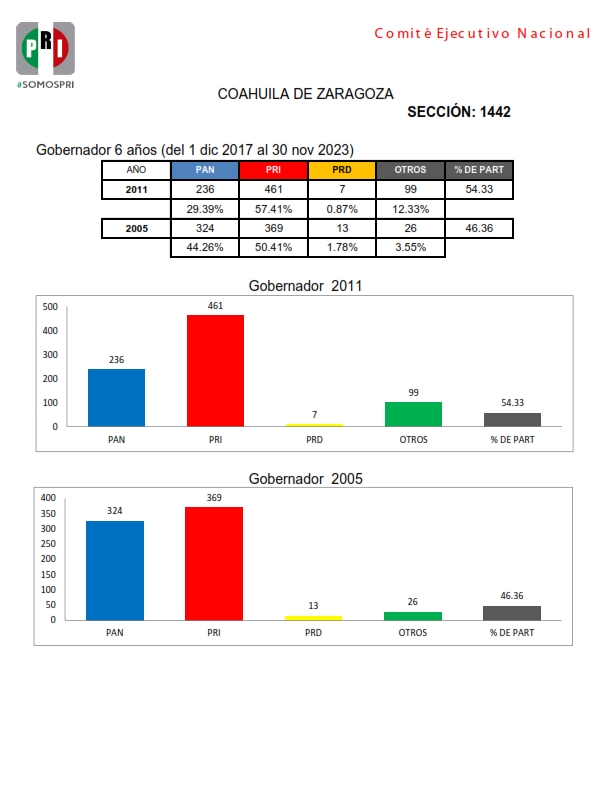 PRI
#SOMOSPRI
Comité Ejecutivo Nacional
COAHUILA DE ZARAGOZA
SECCIÓN: 1442
Gobernador 6 años (del 1 dic 2017 al 30 nov 2023)
AÑO PAN PRI PRD OTROS % DE PART
2011 236 461 7 99 54.33
29.39% 57.41% 0.87% 12.33%
2005 324 369 13 26 46.36
44.26% 50.41% 1.78% 3.55%
Gobernador 2011
500
400
300
200
100
0
236
461
7
99
54.33
PAN PRI PRD OTROS % DE PART
Gobernador 2005
400
350
300
250
200
150
100
50
0
324
369
13
26
46.36
PAN PRI PRD OTROS % DE PART